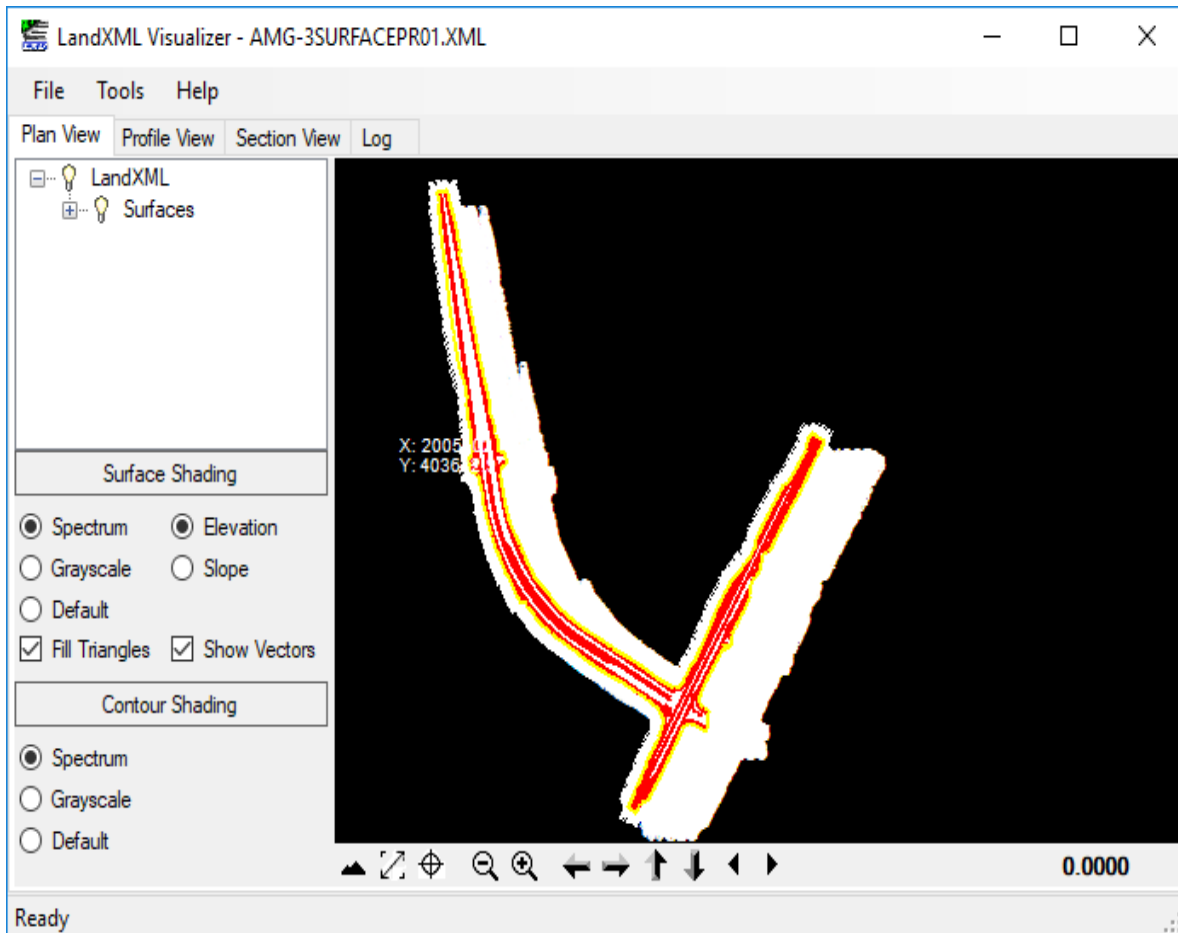 LandXML Visualizer - AMG-3SURFACEPR01.XML
File Tools Help
Plan View Profile View Section View Log
LandXML
Surfaces
X: 2005
Y: 4036
Surface Shading
Spectrum Elevation
Grayscale Slope
Default
Fill Triangles Show Vectors
Contour Shading
Spectrum
Grayscale
Default
0.0000
Ready